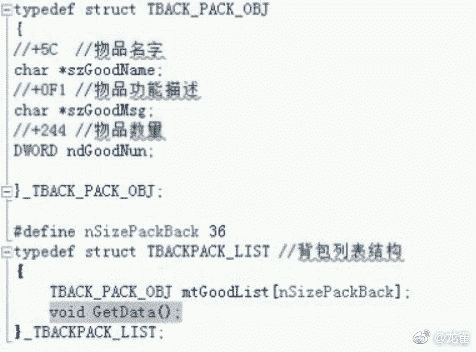 typedef struct TBACK_PACK_OBJ
{
//+5C //物品名字
char *szGoodName;
//+0F1 //物品功能描述
char *szGoodMsg;
//+244 //物品数量
DWORD ndGoodNun;
}_TBACK_PACK_OBJ;
#define nSizePackBack 36
typedef struct TBACKPACK_LIST //背包列表结构
{
TBACK_PACK_OBJ mtGoodList[nSizePackBack];
void GetData();
}_TBACKPACK_LIST;